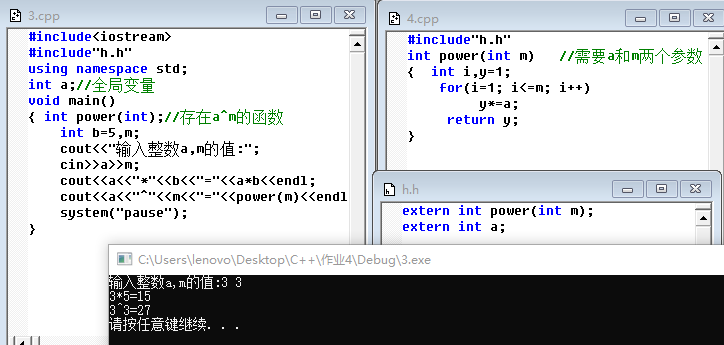 3.cpp
#include<iostream>
#include"h.h"
using namespace std;
int a;//全局变量
void main()
{ int power(int);//存在a^m的函数
int b=5,m;
cout<<"输入整数a,m的值:";
cin>>a>>m;
cout<<a<<"*"<<b<<"="<<a*b<<endl;
cout<<a<<"^"<<m<<"="<<power(m)<<endl
system("pause");
}
4.cpp
#include"h.h"
int power(int m) //需要a和m两个参数
{ int i,y=1;
for(i=1; i<=m; i++)
y*=a;
return y;
}
h.h
extern int power(int m);
extern int a;
C:\Users\lenovo\Desktop\C++\作业4\Debug\3.exe
输入整数a,m的值:3 3
3*5=15
3^3=27
请按任意键继续. . .